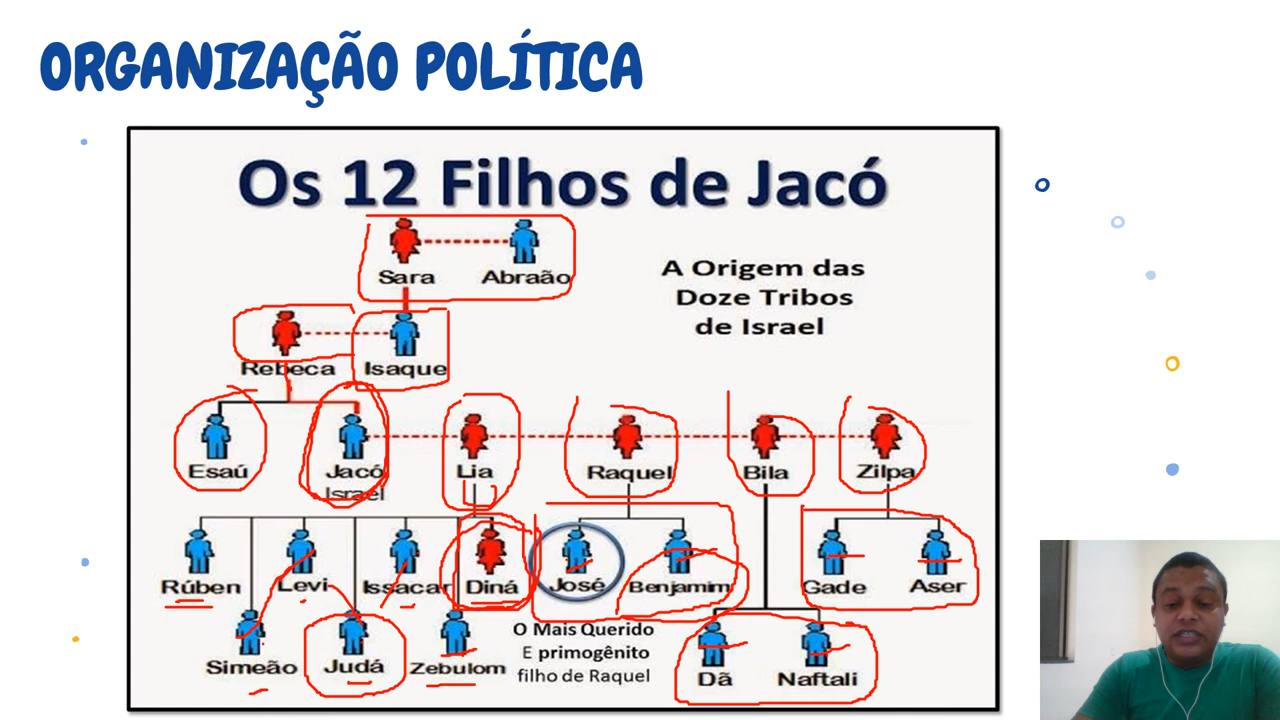 ORGANIZAÇÃO POLÍTICA
Os 12 Filhos de Jacó
Sara Abraão
A Origem das
Doze Tribos
de Israel
Rebeca Isaque
Esaú Jacó Lia Raquel Bila Zilpa
Israel
Rúben Levi Issacar Diná José Benjamim Gade Aser
Simeão Judá Zebulom
O Mais Querido
E primogênito
filho de Raquel
Dã Naftali